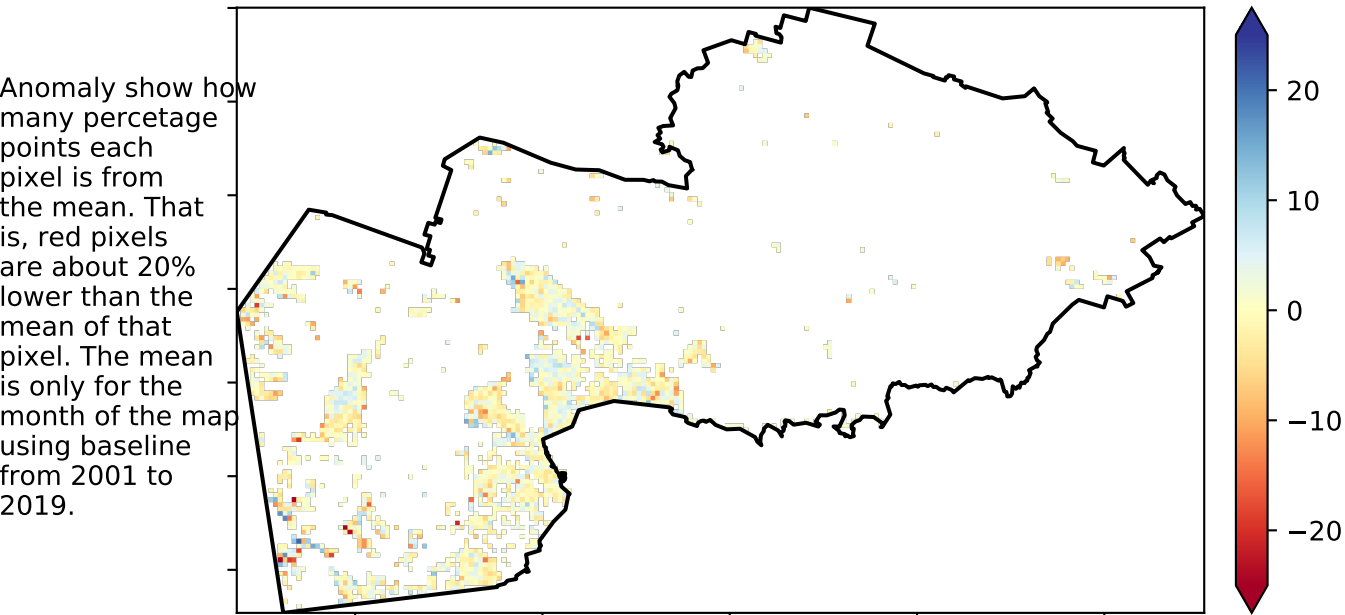 Anomaly show how
many percetage
points each
pixel is from
the mean. That
is, red pixels
are about 20%
lower than the
mean of that
pixel. The mean
is only for the
month of the map
using baseline
from 2001 to
2019.
20
10
0
−10
−20